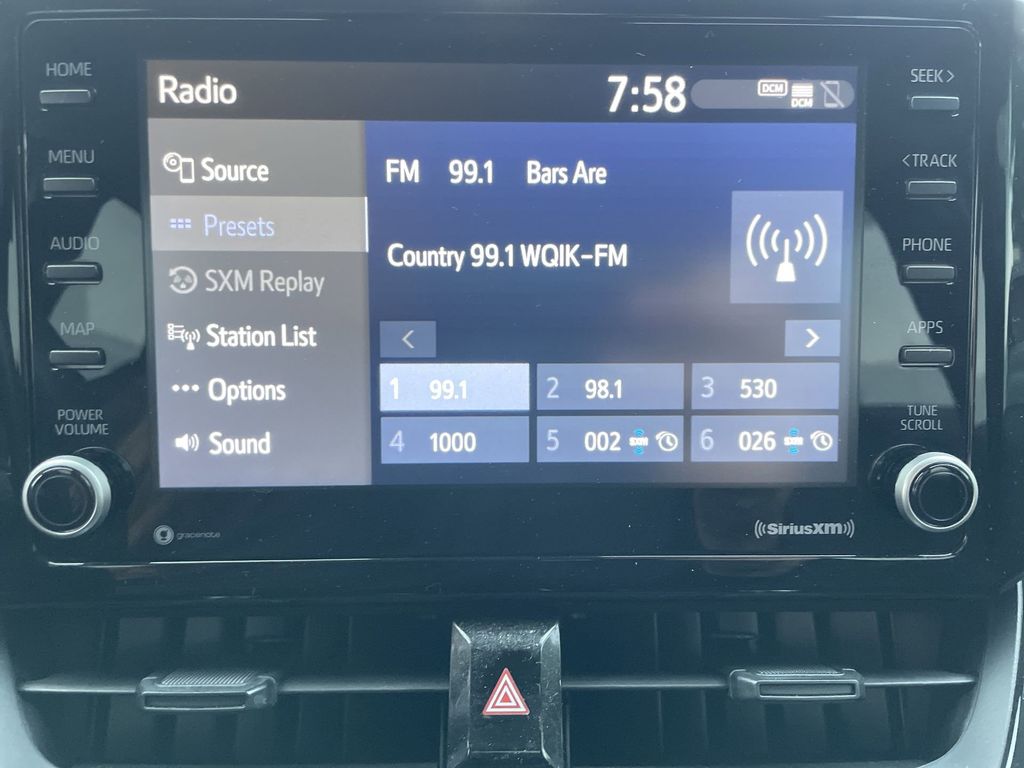 HOME
MENU
AUDIO
MAP
POWER
VOLUME
Radio
7:58
DCM
DCM
Source
Presets
SXM Replay
Station List
Options
Sound
FM 99.1 Bars Are
Country 99.1 WQIK-FM
<
>
1 99.1
2 98.1
3 530
4 1000
5 002 SXM
6 026 SXM
SEEK >
< TRACK
PHONE
APPS
TUNE
SCROLL
g gracenote
((SiriusXM))